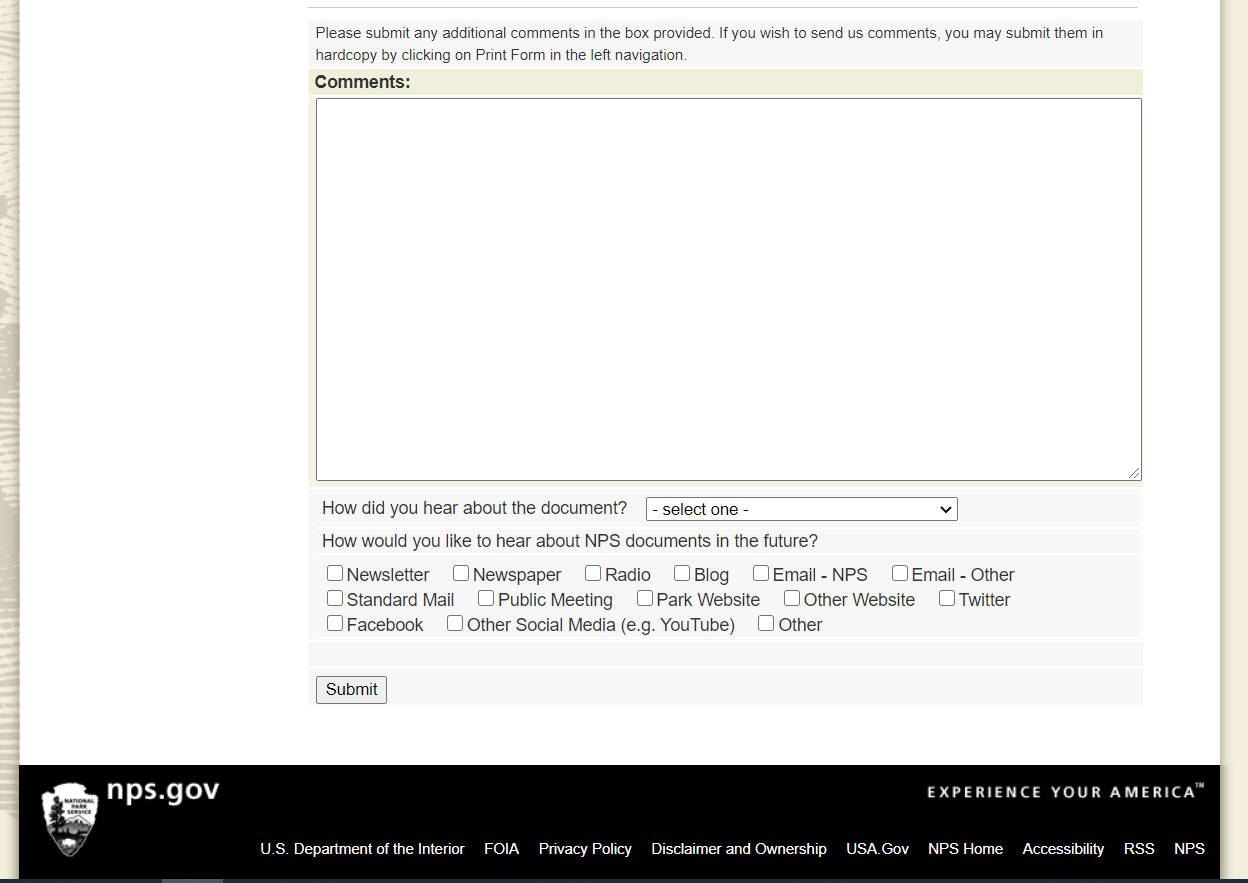 Please submit any additional comments in the box provided. If you wish to send us comments, you may submit them in
hardcopy by clicking on Print Form in the left navigation.
Comments:
How did you hear about the document? - select one -
How would you like to hear about NPS documents in the future?
Newsletter Newspaper Radio Blog Email - NPS Email - Other
Standard Mail Public Meeting Park Website Other Website Twitter
Facebook Other Social Media (e.g. YouTube) Other
Submit
NATIONAL
PARK
SERVICE
nps.gov
EXPERIENCE YOUR AMERICA™
U.S. Department of the Interior FOIA Privacy Policy Disclaimer and Ownership USA.Gov NPS Home Accessibility RSS NPS